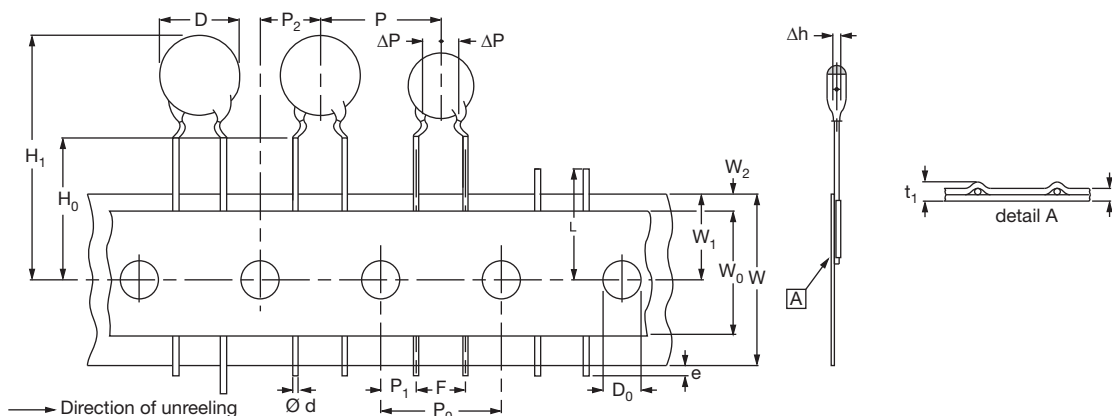 D
P2
P
ΔP
ΔP
Δh
H1
H0
W2
L
W1
W0
W
t1
detail A
A
e
P1
F
D0
Ø d
P0
Direction of unreeling